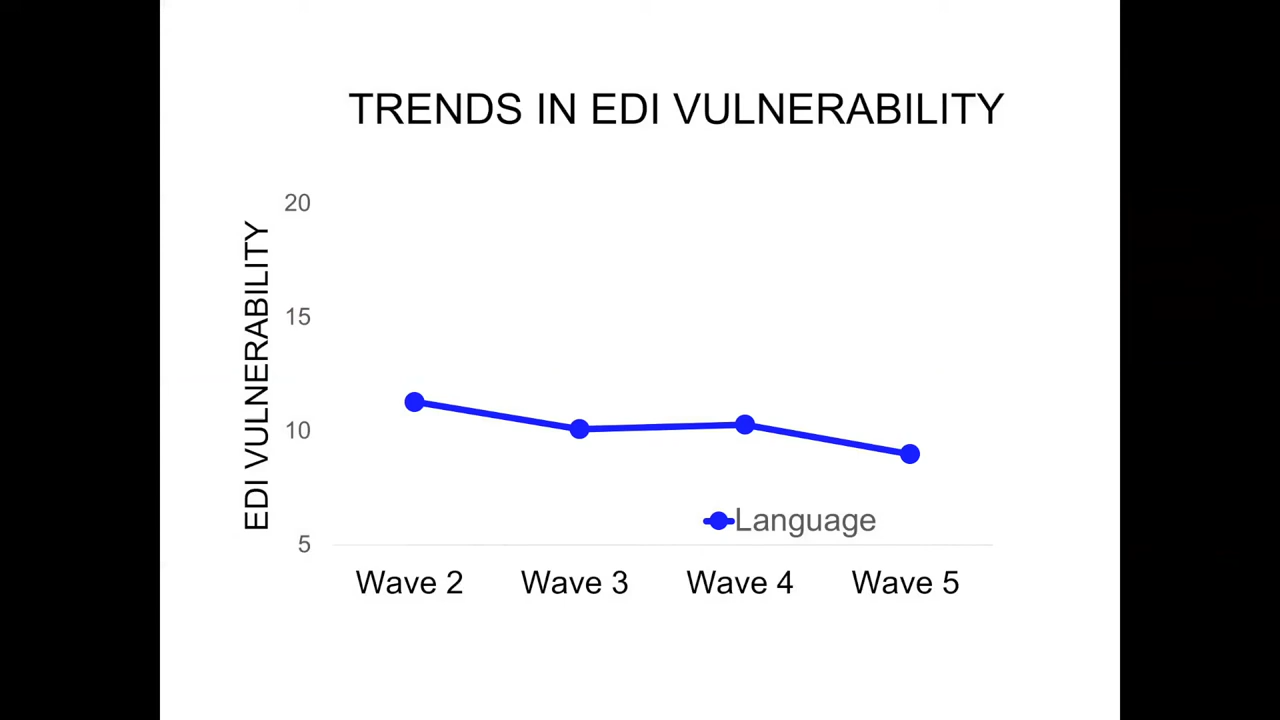 TRENDS IN EDI VULNERABILITY
EDI VULNERABILITY
20
15
10
5
Language
Wave 2
Wave 3
Wave 4
Wave 5